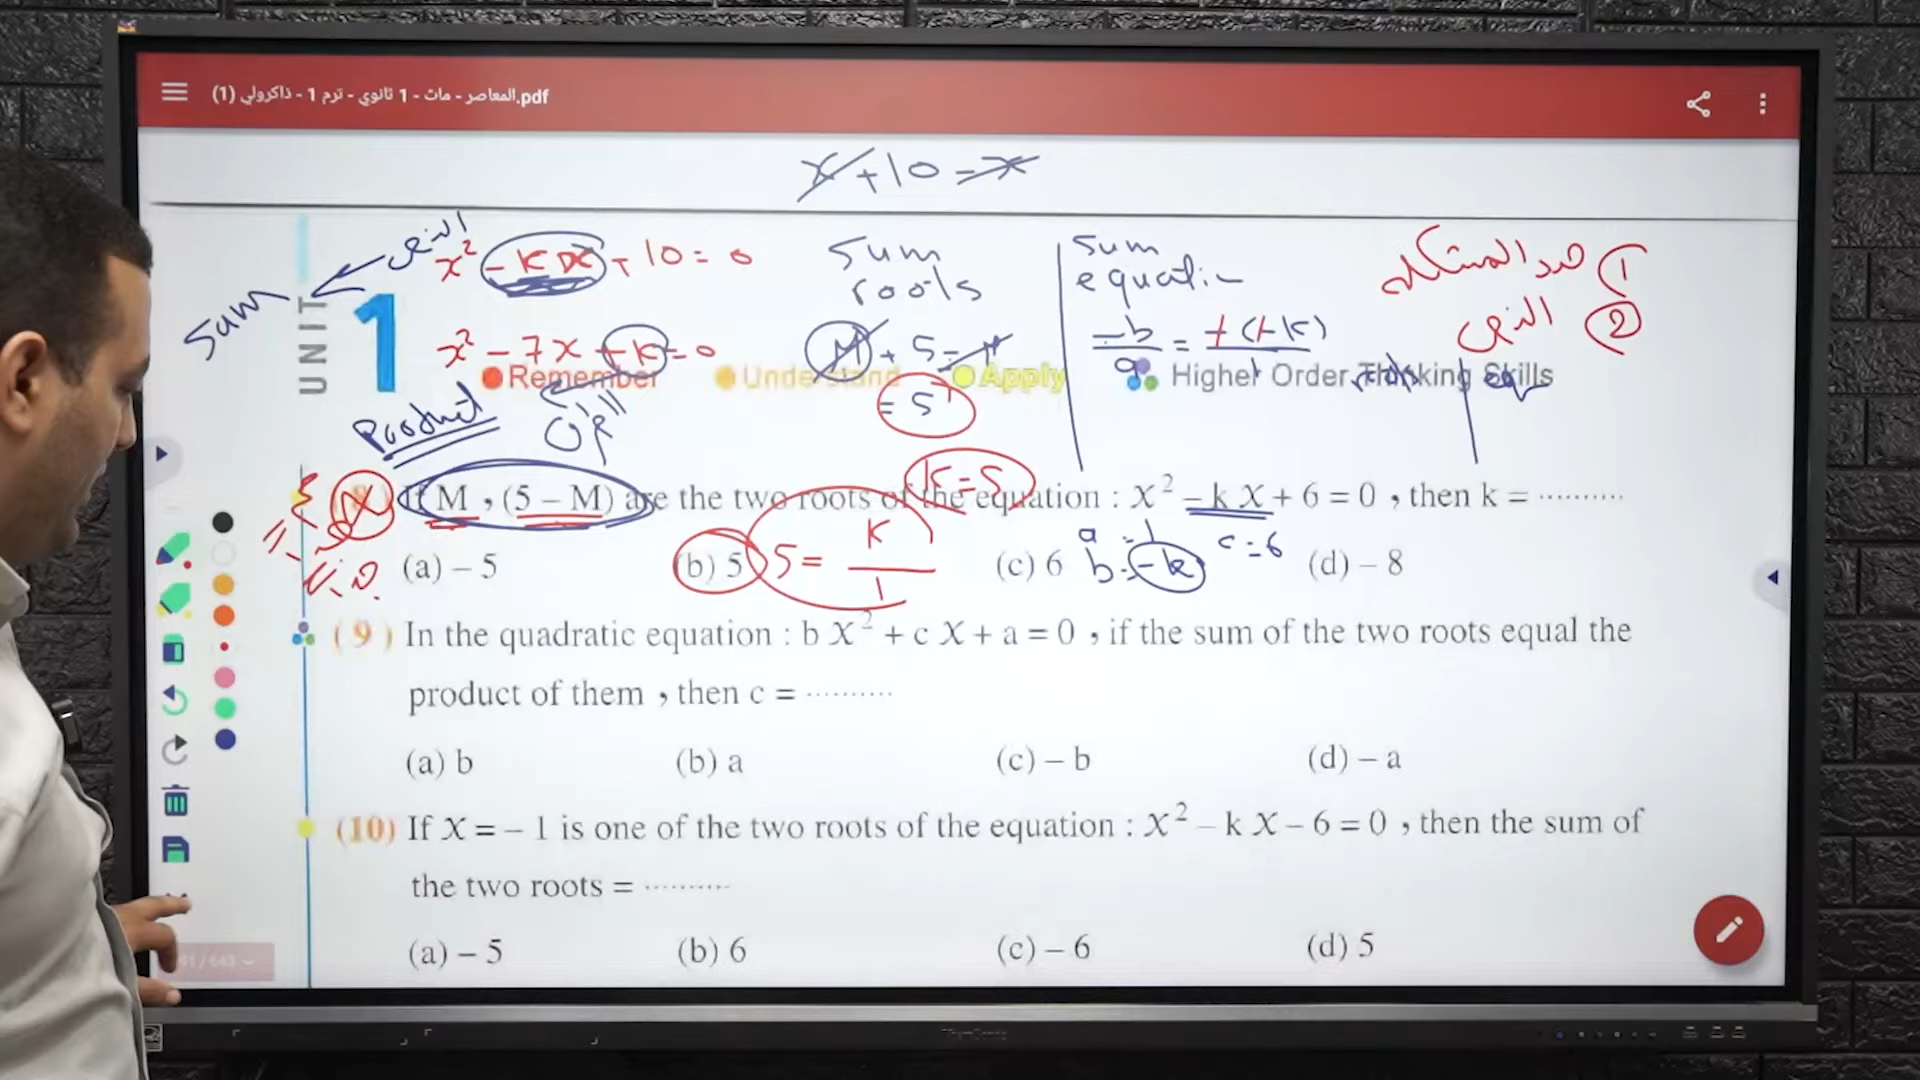 المعاصر - ماث - 1 ثانوي - ترم 1 - ذاكرولي (1).pdf
x + 10 = x
x² - k x + 10 = 0
Sum
x² - 7x + k = 0
Product
Sum roots
M + 5 - M
= 5
Sum
-b/a = +(+k)/1
1
2
UNIT 1
Remember Understand Apply Higher Order Thinking Skills
k = 5
If M , (5 – M) are the two roots of the equation : X² – k X + 6 = 0 , then k = ..........
a = 1
b = -k
c = 6
5 = k/1
(a) – 5 (b) 5 (c) 6 (d) – 8
(9) In the quadratic equation : b X² + c X + a = 0 , if the sum of the two roots equal the
product of them , then c = ..........
(a) b (b) a (c) – b (d) – a
(10) If X = – 1 is one of the two roots of the equation : X² – k X – 6 = 0 , then the sum of
the two roots = ..........
(a) – 5 (b) 6 (c) – 6 (d) 5